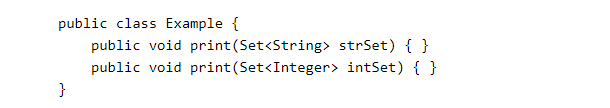 public class Example {
    public void print(Set<String> strSet) { }
    public void print(Set<Integer> intSet) { }
}